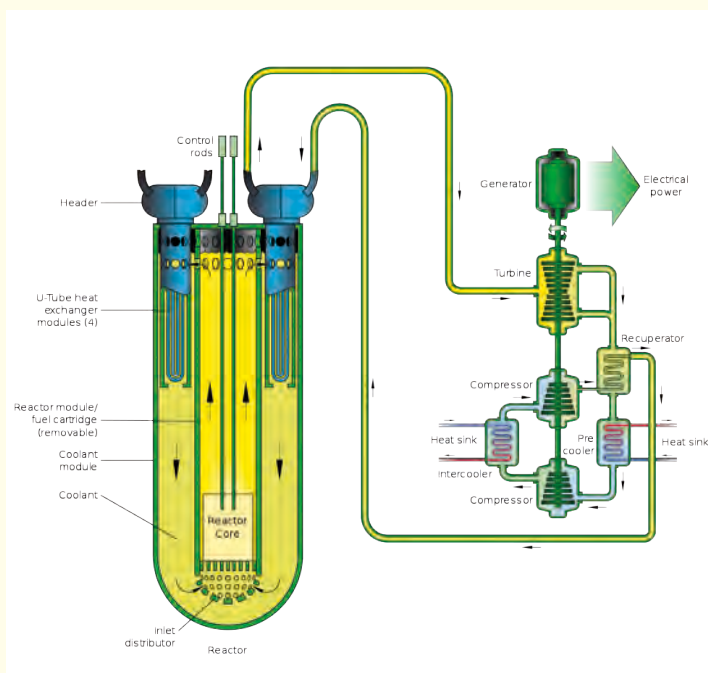 Control
rods
Generator
Electrical
power
Header
Turbine
U-Tube heat
exchanger
modules (4)
Recuperator
Compressor
Reactor module/
fuel cartridge
(removable)
Heat sink
Pre
cooler
Heat sink
Coolant
module
Intercooler
Coolant
Compressor
Reactor
Core
Inlet
distributor
Reactor